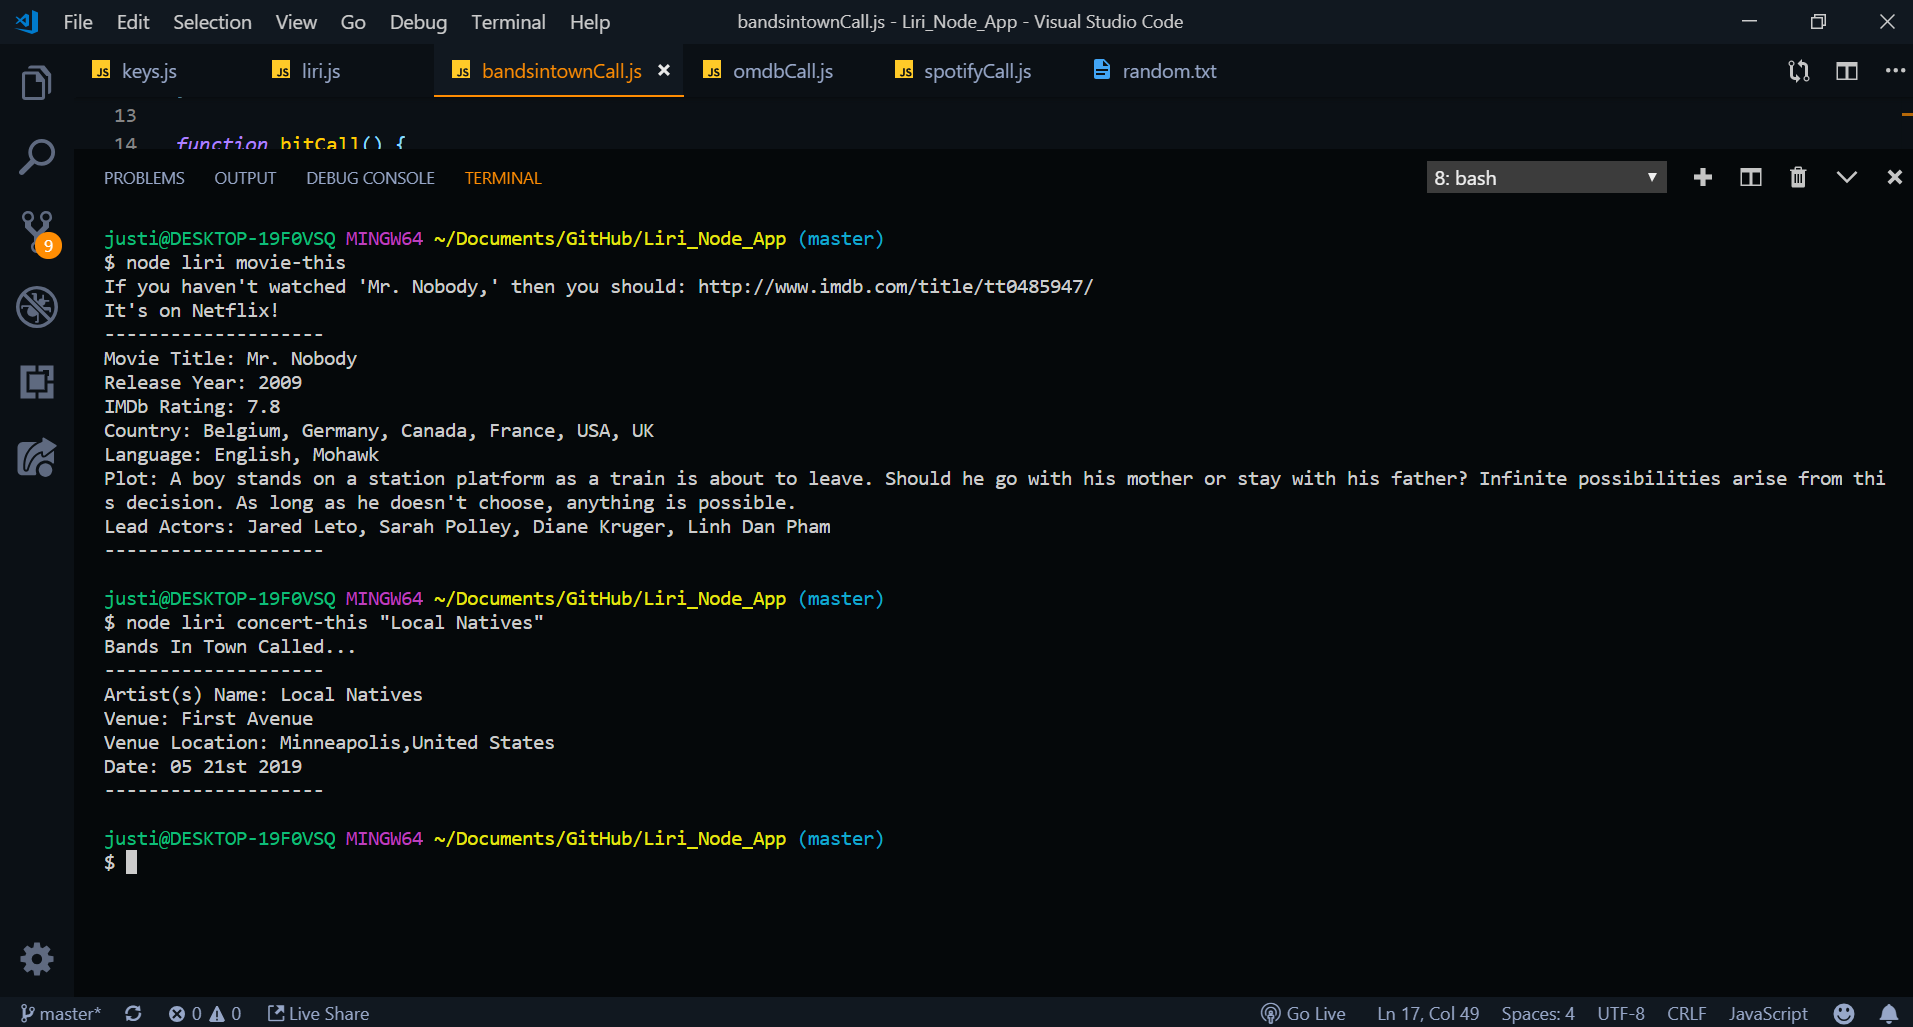 File Edit Selection View Go Debug Terminal Help bandsintownCall.js - Liri_Node_App - Visual Studio Code
JS keys.js JS liri.js JS bandsintownCall.js JS omdbCall.js JS spotifyCall.js random.txt
13
14 function bitCall() {
PROBLEMS OUTPUT DEBUG CONSOLE TERMINAL 8: bash
9
justi@DESKTOP-19F0VSQ MINGW64 ~/Documents/GitHub/Liri_Node_App (master)
$ node liri movie-this
If you haven't watched 'Mr. Nobody,' then you should: http://www.imdb.com/title/tt0485947/
It's on Netflix!
--------------------
Movie Title: Mr. Nobody
Release Year: 2009
IMDb Rating: 7.8
Country: Belgium, Germany, Canada, France, USA, UK
Language: English, Mohawk
Plot: A boy stands on a station platform as a train is about to leave. Should he go with his mother or stay with his father? Infinite possibilities arise from thi
s decision. As long as he doesn't choose, anything is possible.
Lead Actors: Jared Leto, Sarah Polley, Diane Kruger, Linh Dan Pham
--------------------
justi@DESKTOP-19F0VSQ MINGW64 ~/Documents/GitHub/Liri_Node_App (master)
$ node liri concert-this "Local Natives"
Bands In Town Called...
--------------------
Artist(s) Name: Local Natives
Venue: First Avenue
Venue Location: Minneapolis,United States
Date: 05 21st 2019
--------------------
justi@DESKTOP-19F0VSQ MINGW64 ~/Documents/GitHub/Liri_Node_App (master)
$
master* 0 0 Live Share Go Live Ln 17, Col 49 Spaces: 4 UTF-8 CRLF JavaScript